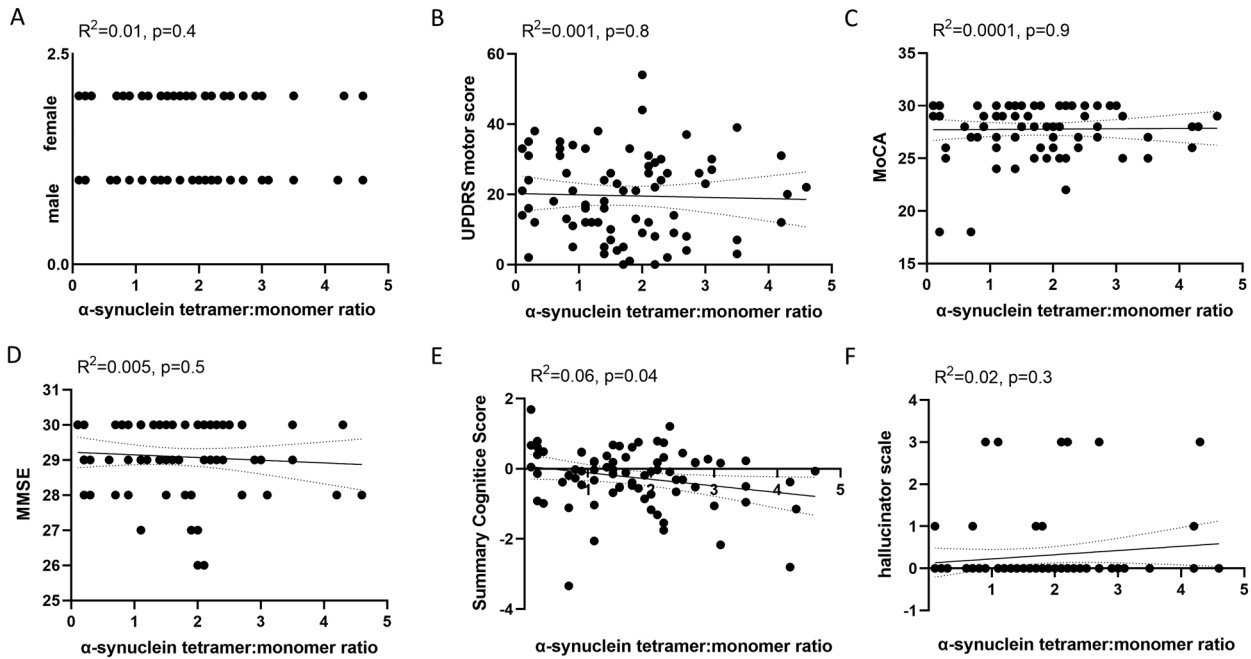 A
R²=0.01, p=0.4
2.5
female
male
0.0
0 1 2 3 4 5
α-synuclein tetramer:monomer ratio
B
R²=0.001, p=0.8
60
40
20
0
UPDRS motor score
0 1 2 3 4 5
α-synuclein tetramer:monomer ratio
C
R²=0.0001, p=0.9
35
30
25
20
15
MoCA
0 1 2 3 4 5
α-synuclein tetramer:monomer ratio
D
R²=0.005, p=0.5
31
30
29
28
27
26
25
MMSE
0 1 2 3 4 5
α-synuclein tetramer:monomer ratio
E
R²=0.06, p=0.04
2
0
-2
-4
Summary Cognitice Score
1 2 3 4 5
α-synuclein tetramer:monomer ratio
F
R²=0.02, p=0.3
4
3
2
1
0
-1
hallucinator scale
1 2 3 4 5
α-synuclein tetramer:monomer ratio